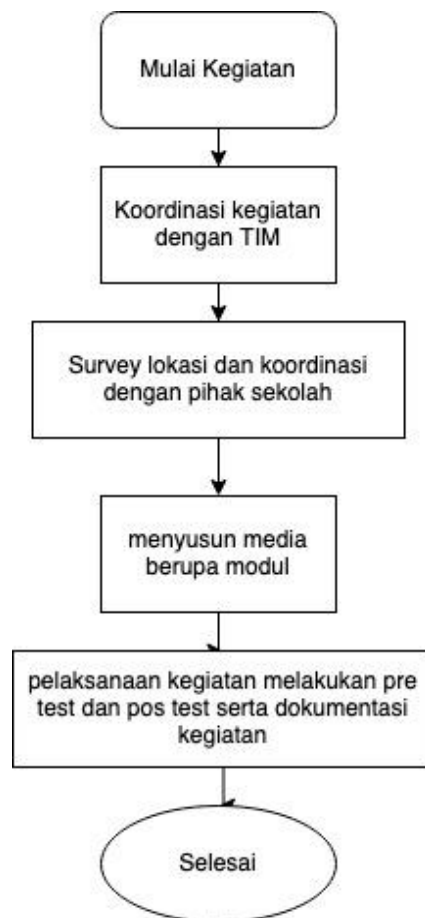 Mulai Kegiatan
Koordinasi kegiatan
dengan TIM
Survey lokasi dan koordinasi
dengan pihak sekolah
menyusun media
berupa modul
pelaksanaan kegiatan melakukan pre
test dan pos test serta dokumentasi
kegiatan
Selesai